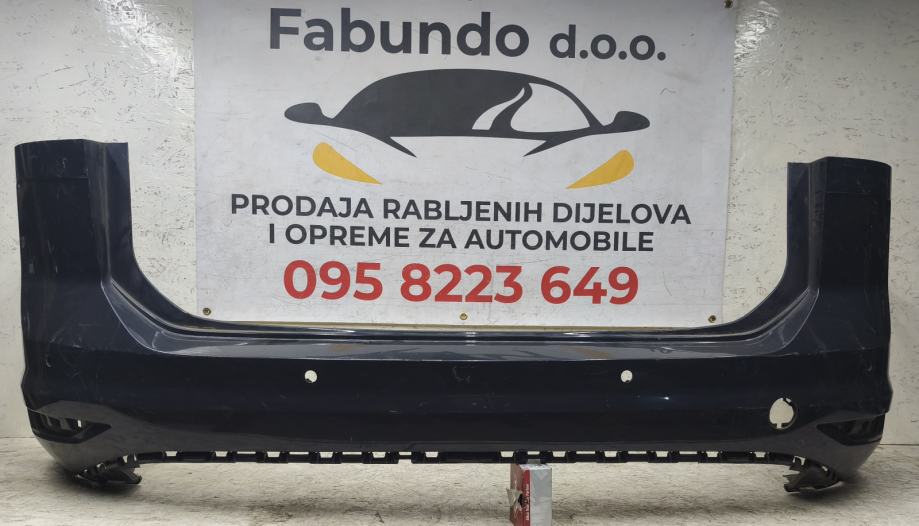 Fabundo d.o.o.
PRODAJA RABLJENIH DIJELOVA
I OPREME ZA AUTOMOBILE
095 8223 649